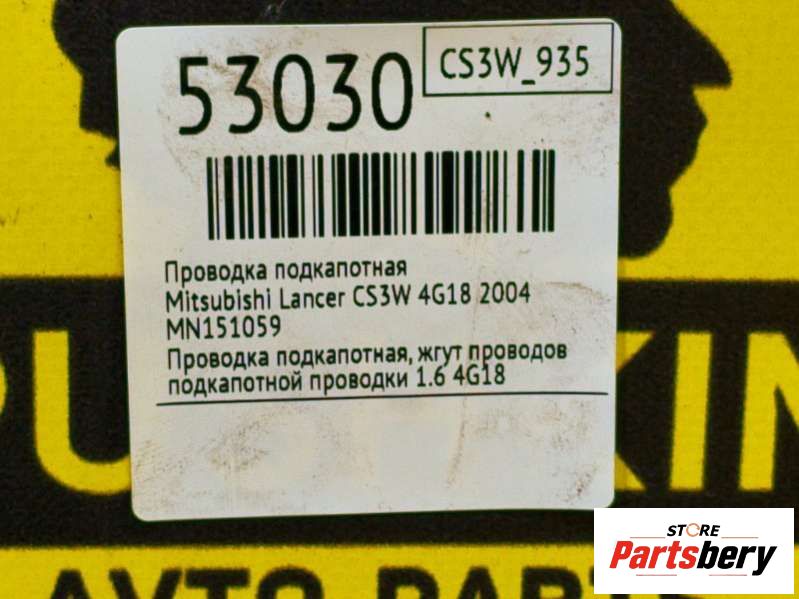 53030
CS3W_935
Проводка подкапотная
Mitsubishi Lancer CS3W 4G18 2004
MN151059
Проводка подкапотная, жгут проводов
подкапотной проводки 1.6 4G18
STORE
Partsbery